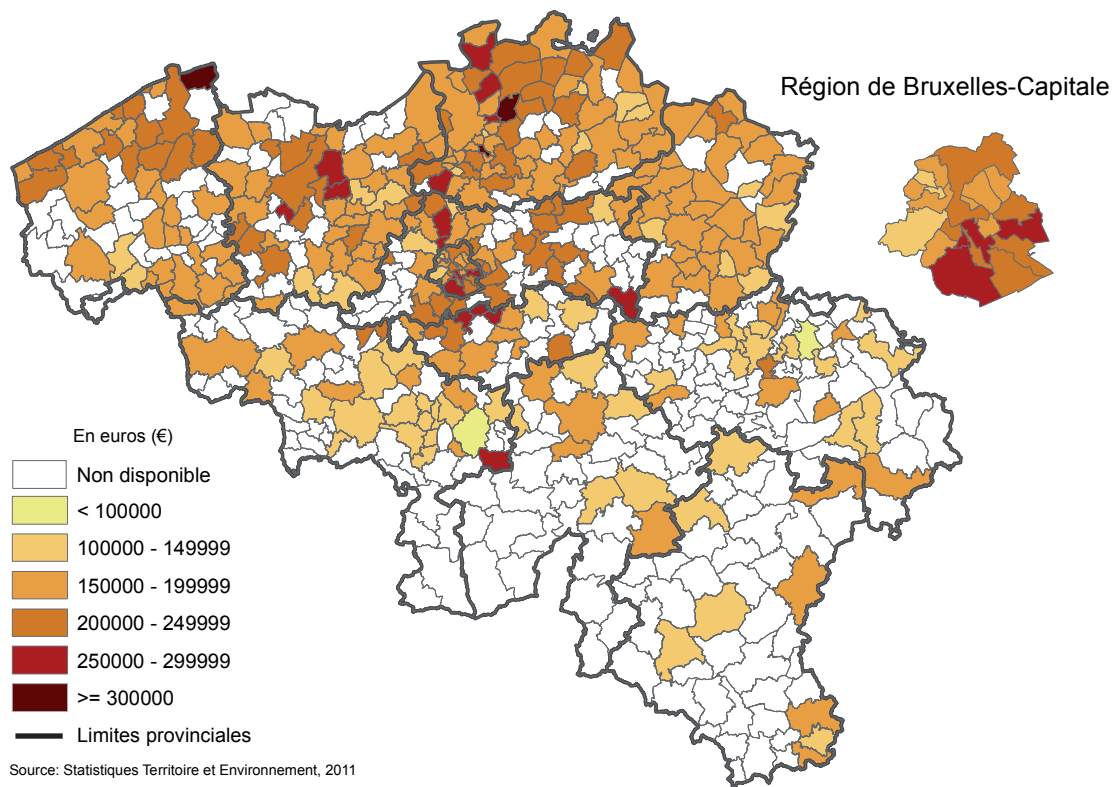 Région de Bruxelles-Capitale
En euros (€)
Non disponible
< 100000
100000 - 149999
150000 - 199999
200000 - 249999
250000 - 299999
>= 300000
Limites provinciales
Source: Statistiques Territoire et Environnement, 2011